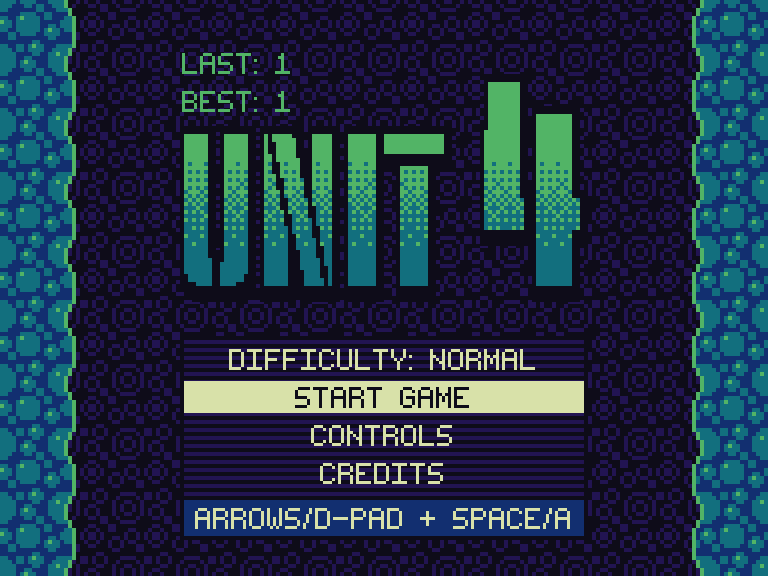 LAST: 1
BEST: 1
UNIT 4
DIFFICULTY: NORMAL
START GAME
CONTROLS
CREDITS
ARROWS/D-PAD + SPACE/A